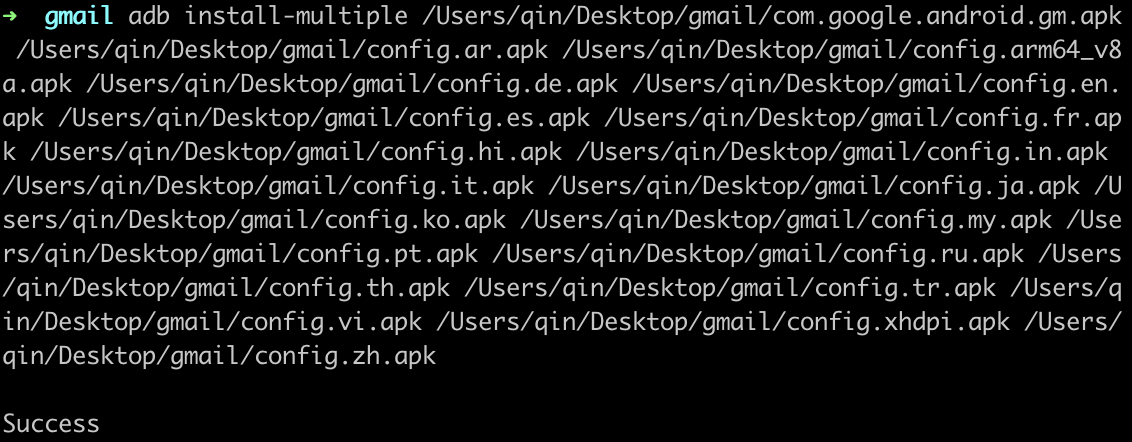 ➜  gmail adb install-multiple /Users/qin/Desktop/gmail/com.google.android.gm.apk
 /Users/qin/Desktop/gmail/config.ar.apk /Users/qin/Desktop/gmail/config.arm64_v8
a.apk /Users/qin/Desktop/gmail/config.de.apk /Users/qin/Desktop/gmail/config.en.
apk /Users/qin/Desktop/gmail/config.es.apk /Users/qin/Desktop/gmail/config.fr.ap
k /Users/qin/Desktop/gmail/config.hi.apk /Users/qin/Desktop/gmail/config.in.apk
/Users/qin/Desktop/gmail/config.it.apk /Users/qin/Desktop/gmail/config.ja.apk /U
sers/qin/Desktop/gmail/config.ko.apk /Users/qin/Desktop/gmail/config.my.apk /Use
rs/qin/Desktop/gmail/config.pt.apk /Users/qin/Desktop/gmail/config.ru.apk /Users
/qin/Desktop/gmail/config.th.apk /Users/qin/Desktop/gmail/config.tr.apk /Users/q
in/Desktop/gmail/config.vi.apk /Users/qin/Desktop/gmail/config.xhdpi.apk /Users/
qin/Desktop/gmail/config.zh.apk
Success